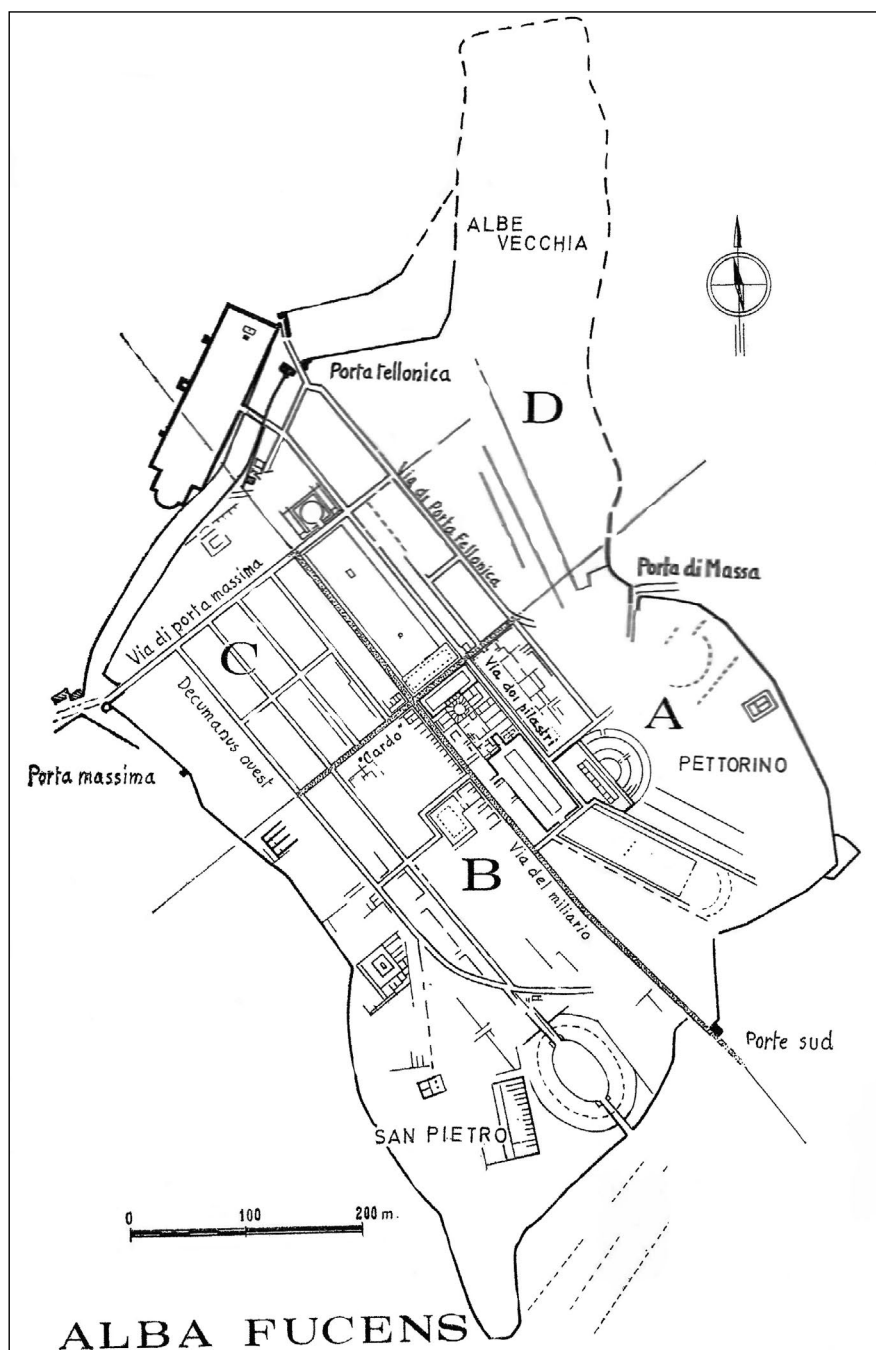 ALBE
VECCHIA
Porta fellonica
D
Via di Porta Fellonica
Porta di Massa
Via di porta massima
C
Via dei pilastri
A
Decumanus ouest
"Cardo"
PETTORINO
Porta massima
B
Via del miliario
Porte sud
SAN PIETRO
0 100 200 m.
ALBA FUCENS